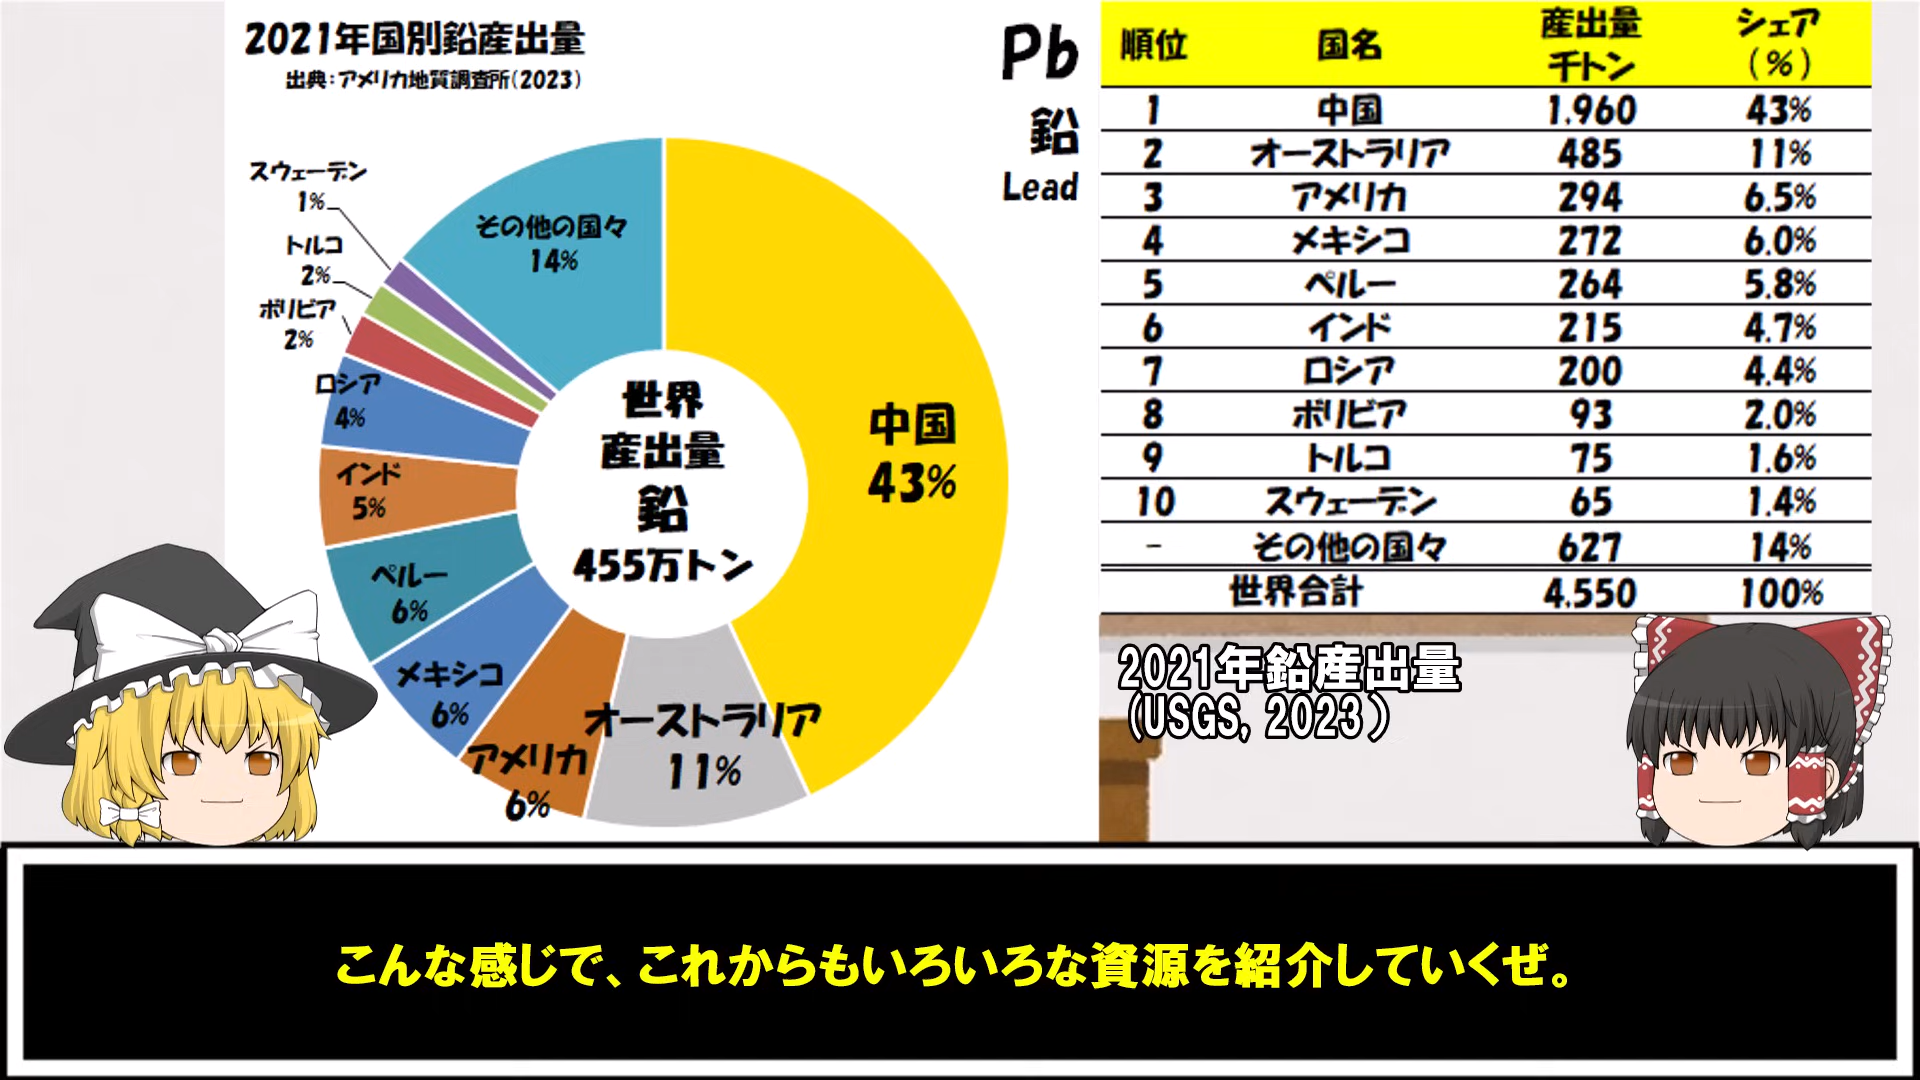 2021年国別鉛産出量
出典：アメリカ地質調査所(2023)
スウェーデン
1%
トルコ
2%
ボリビア
2%
ロシア
4%
インド
5%
ペルー
6%
メキシコ
6%
アメリカ
6%
オーストラリア
11%
中国
43%
その他の国々
14%
世界
産出量
鉛
455万トン
Pb
鉛
Lead
順位 国名 産出量 千トン シェア (%)
1 中国 1,960 43%
2 オーストラリア 485 11%
3 アメリカ 294 6.5%
4 メキシコ 272 6.0%
5 ペルー 264 5.8%
6 インド 215 4.7%
7 ロシア 200 4.4%
8 ボリビア 93 2.0%
9 トルコ 75 1.6%
10 スウェーデン 65 1.4%
- その他の国々 627 14%
世界合計 4,550 100%
2021年鉛産出量
(USGS, 2023)
こんな感じで、これからもいろいろな資源を紹介していくぜ。